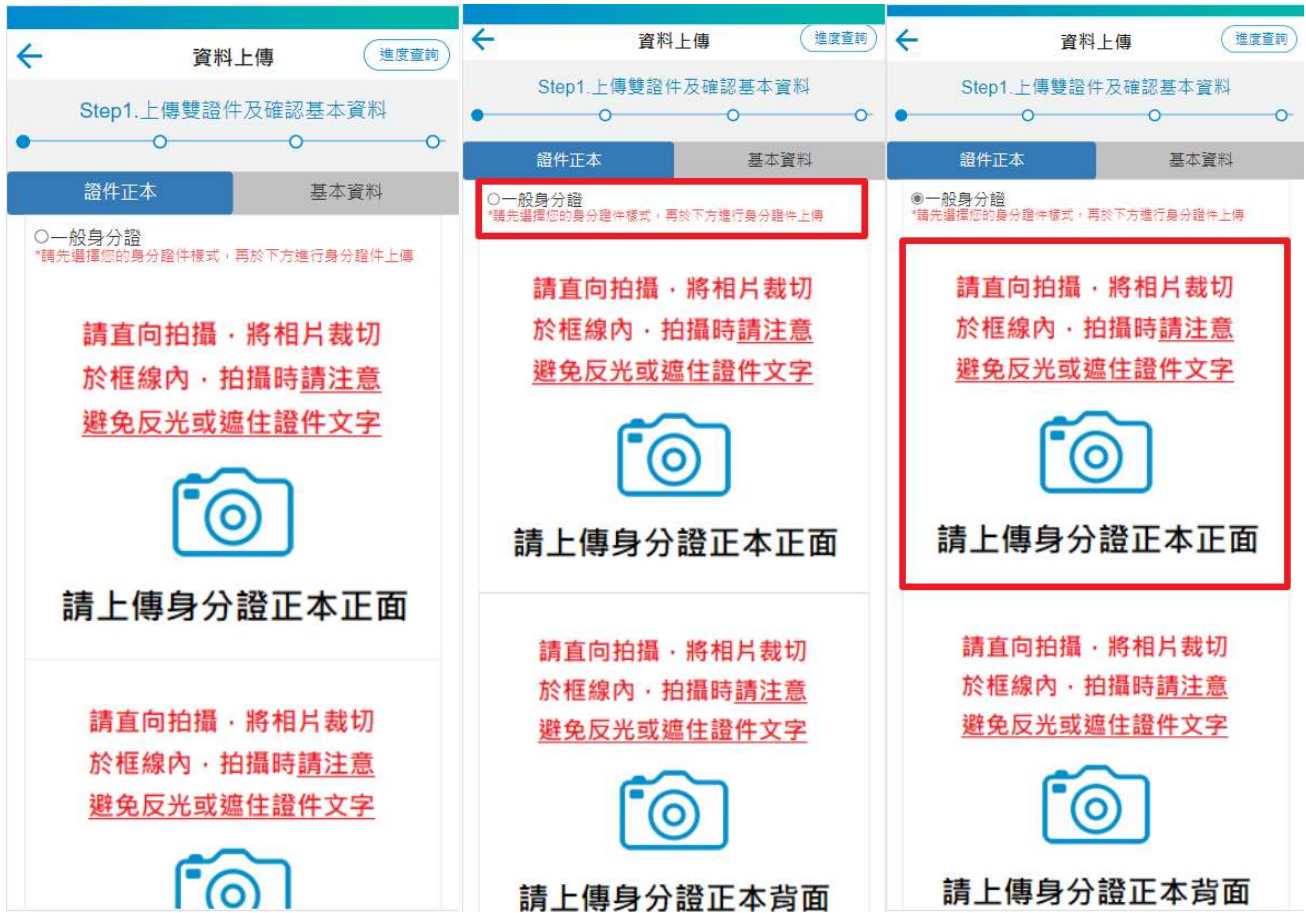 資料上傳
進度查詢
Step1.上傳雙證件及確認基本資料
證件正本
基本資料
一般身分證
*請先選擇您的身分證件樣式，再於下方進行身分證件上傳
請直向拍攝，將相片裁切
於框線內，拍攝時請注意
避免反光或遮住證件文字
請上傳身分證正本正面
請直向拍攝，將相片裁切
於框線內，拍攝時請注意
避免反光或遮住證件文字
資料上傳
進度查詢
Step1.上傳雙證件及確認基本資料
證件正本
基本資料
一般身分證
*請先選擇您的身分證件樣式，再於下方進行身分證件上傳
請直向拍攝，將相片裁切
於框線內，拍攝時請注意
避免反光或遮住證件文字
請上傳身分證正本正面
請直向拍攝，將相片裁切
於框線內，拍攝時請注意
避免反光或遮住證件文字
請上傳身分證正本背面
資料上傳
進度查詢
Step1.上傳雙證件及確認基本資料
證件正本
基本資料
一般身分證
*請先選擇您的身分證件樣式，再於下方進行身分證件上傳
請直向拍攝，將相片裁切
於框線內，拍攝時請注意
避免反光或遮住證件文字
請上傳身分證正本正面
請直向拍攝，將相片裁切
於框線內，拍攝時請注意
避免反光或遮住證件文字
請上傳身分證正本背面